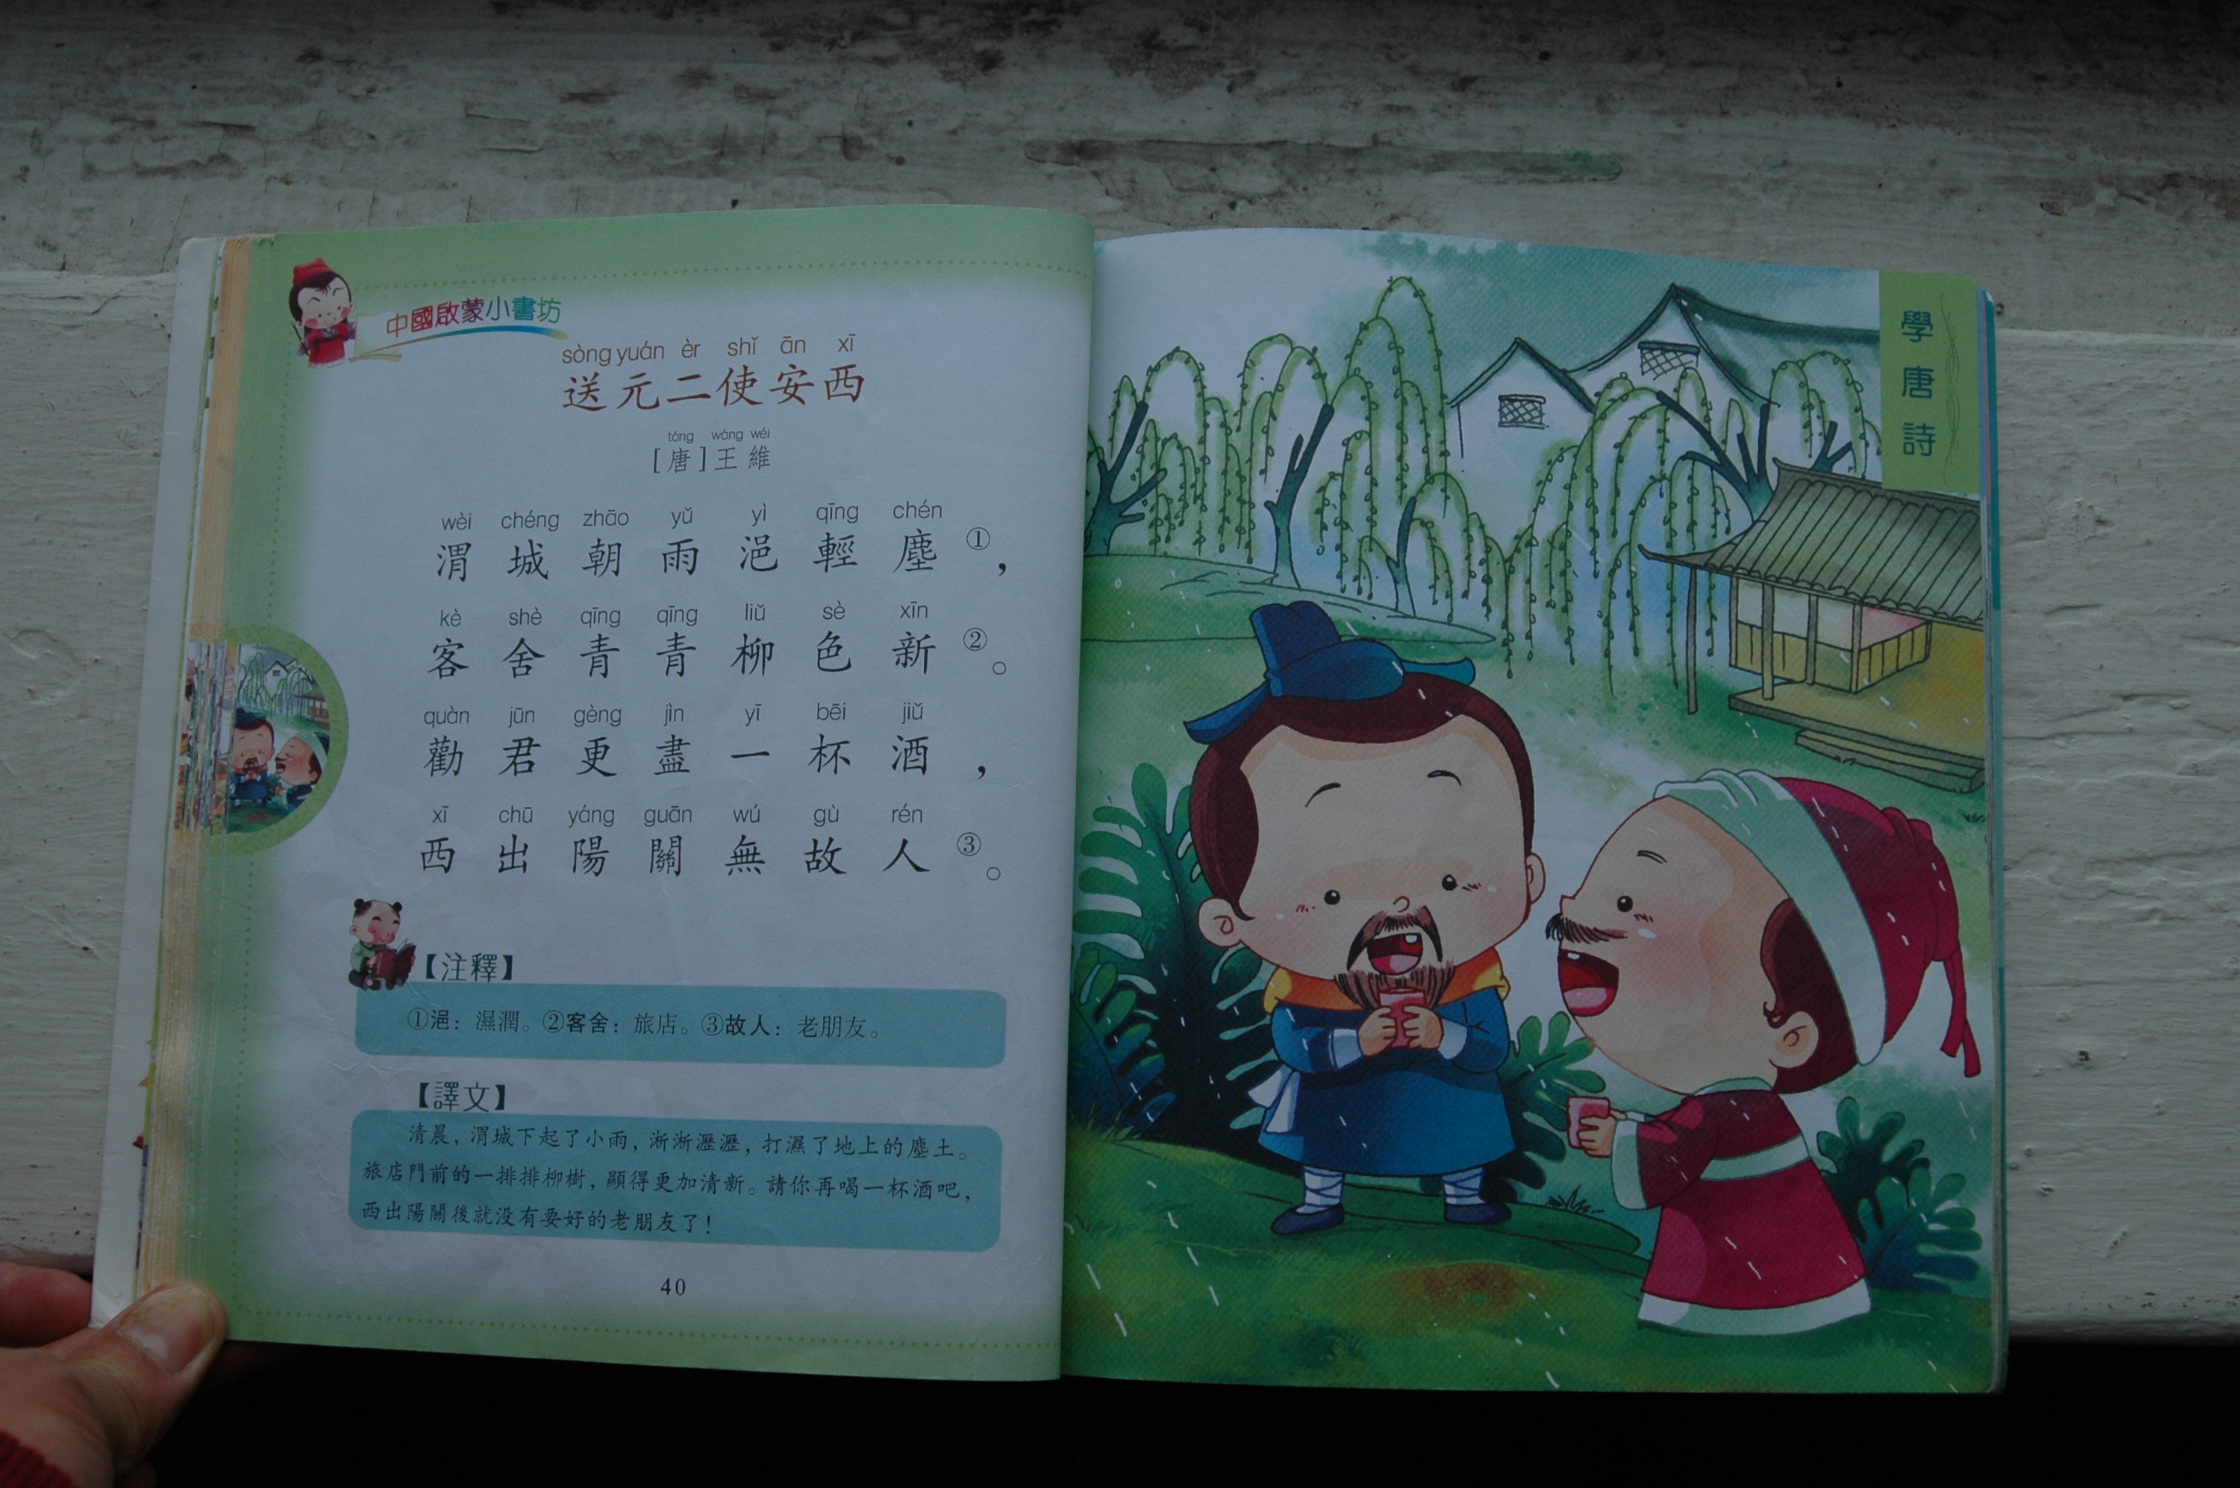 中國啟蒙小書坊
sòng yuán èr shǐ ān xī
送元二使安西
táng wáng wéi
[唐]王維
wèi chéng zhāo yǔ yì qīng chén
渭城朝雨浥輕塵①，
kè shè qīng qīng liǔ sè xīn
客舍青青柳色新②。
quàn jūn gèng jìn yī bēi jiǔ
勸君更盡一杯酒，
xī chū yáng guān wú gù rén
西出陽關無故人③。
【注釋】
①浥：濕潤。②客舍：旅店。③故人：老朋友。
【譯文】
清晨，渭城下起了小雨，淅淅瀝瀝，打濕了地上的塵土。
旅店門前的一排排柳樹，顯得更加清新。請你再喝一杯酒吧，
西出陽關後就没有要好的老朋友了！
40
學唐詩